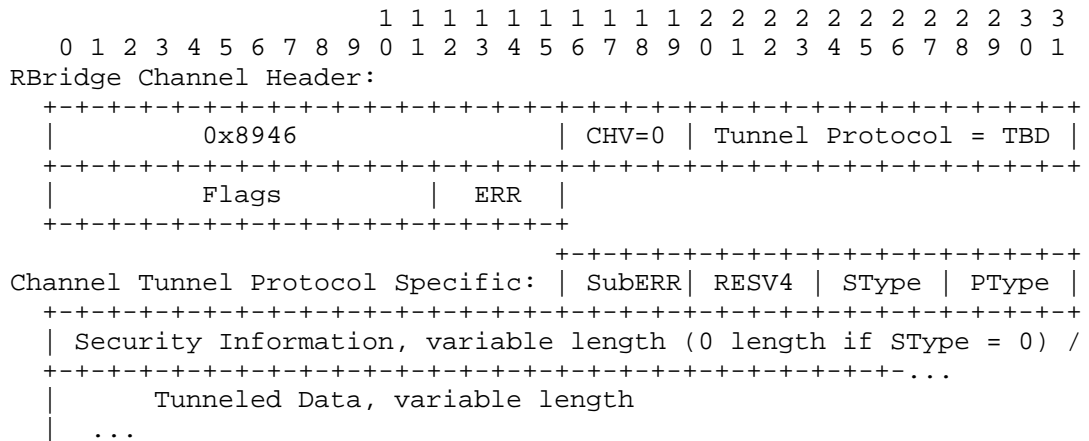 1 1 1 1 1 1 1 1 1 1 2 2 2 2 2 2 2 2 2 2 3 3
   0 1 2 3 4 5 6 7 8 9 0 1 2 3 4 5 6 7 8 9 0 1 2 3 4 5 6 7 8 9 0 1
RBridge Channel Header:
  +-+-+-+-+-+-+-+-+-+-+-+-+-+-+-+-+-+-+-+-+-+-+-+-+-+-+-+-+-+-+-+-+
  |         0x8946                | CHV=0 | Tunnel Protocol = TBD |
  +-+-+-+-+-+-+-+-+-+-+-+-+-+-+-+-+-+-+-+-+-+-+-+-+-+-+-+-+-+-+-+-+
  |         Flags         |  ERR  |
  +-+-+-+-+-+-+-+-+-+-+-+-+-+-+-+-+
                                  +-+-+-+-+-+-+-+-+-+-+-+-+-+-+-+-+
Channel Tunnel Protocol Specific: | SubERR| RESV4 | SType | PType |
  +-+-+-+-+-+-+-+-+-+-+-+-+-+-+-+-+-+-+-+-+-+-+-+-+-+-+-+-+-+-+-+-+
  | Security Information, variable length (0 length if SType = 0) /
  +-+-+-+-+-+-+-+-+-+-+-+-+-+-+-+-+-+-+-+-+-+-+-+-+-+-+-...
  |      Tunneled Data, variable length
  |  ...